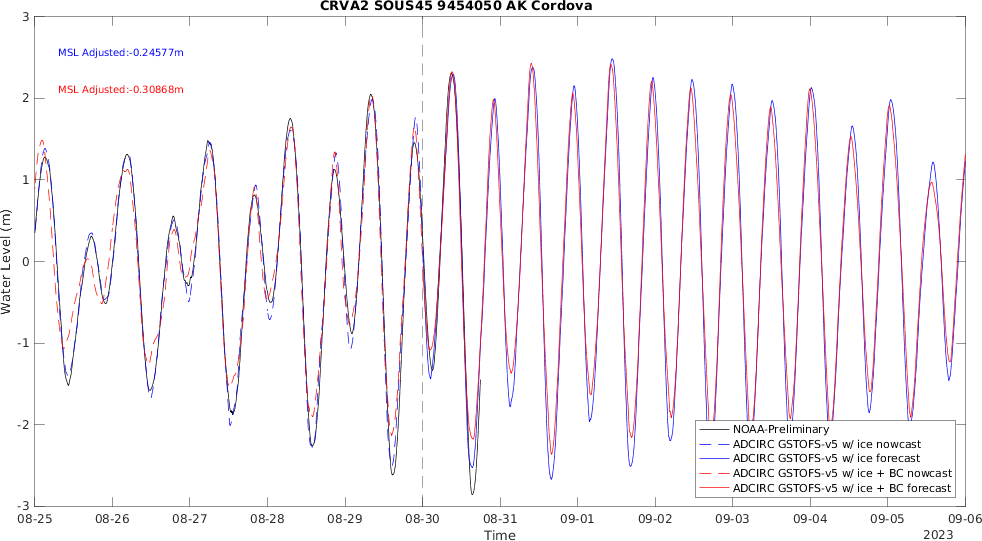 CRVA2 SOUS45 9454050 AK Cordova
MSL Adjusted:-0.24577m
MSL Adjusted:-0.30868m
Water Level (m)
3
2
1
0
-1
-2
-3
NOAA-Preliminary
ADCIRC GSTOFS-v5 w/ ice nowcast
ADCIRC GSTOFS-v5 w/ ice forecast
ADCIRC GSTOFS-v5 w/ ice + BC nowcast
ADCIRC GSTOFS-v5 w/ ice + BC forecast
08-25 08-26 08-27 08-28 08-29 08-30 08-31 09-01 09-02 09-03 09-04 09-05 09-06
Time
2023